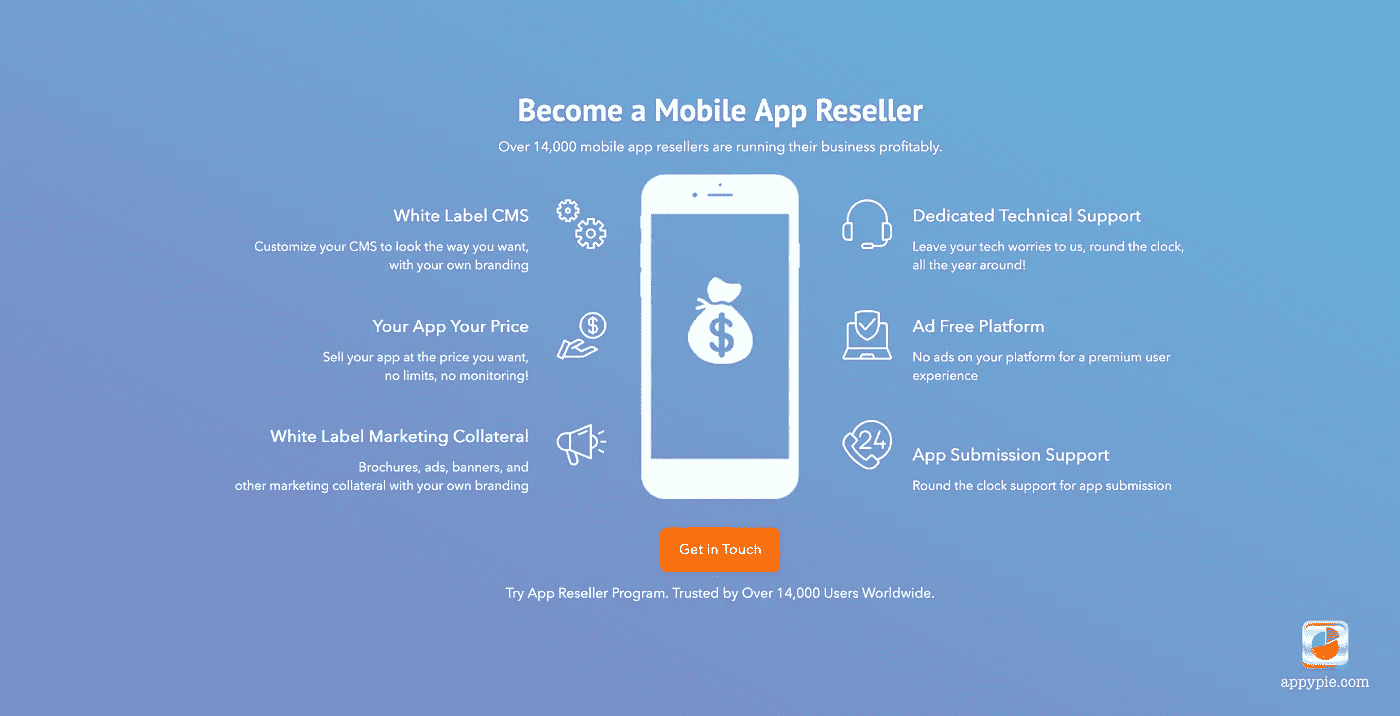 Become a Mobile App Reseller
Over 14,000 mobile app resellers are running their business profitably.
White Label CMS
Customize your CMS to look the way you want,
with your own branding
Your App Your Price
Sell your app at the price you want,
no limits, no monitoring!
White Label Marketing Collateral
Brochures, ads, banners, and
other marketing collateral with your own branding
$
$
Dedicated Technical Support
Leave your tech worries to us, round the clock,
all the year around!
Ad Free Platform
No ads on your platform for a premium user
experience
24
App Submission Support
Round the clock support for app submission
Get in Touch
Try App Reseller Program. Trusted by Over 14,000 Users Worldwide.
appypie.com